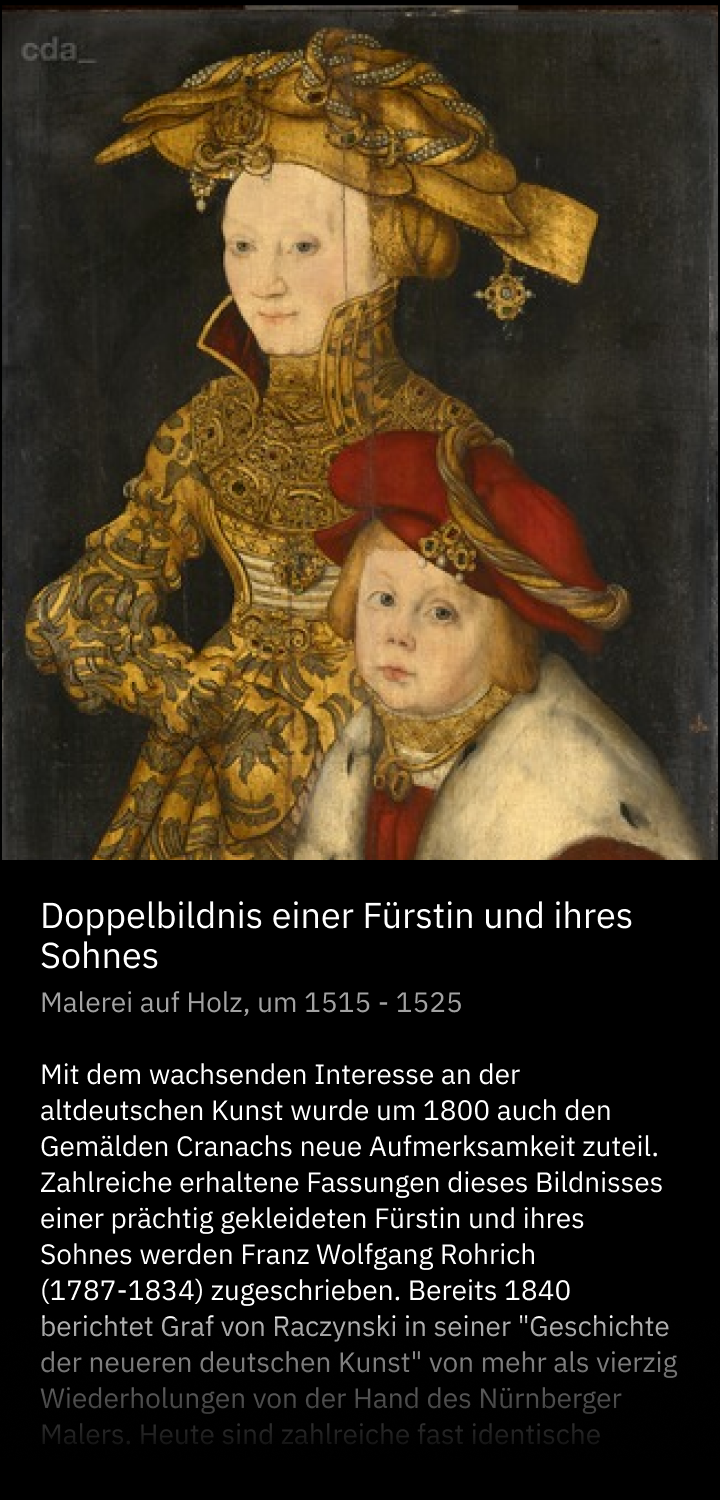 cda_
Doppelbildnis einer Fürstin und ihres
Sohnes
Malerei auf Holz, um 1515 - 1525
Mit dem wachsenden Interesse an der
altdeutschen Kunst wurde um 1800 auch den
Gemälden Cranachs neue Aufmerksamkeit zuteil.
Zahlreiche erhaltene Fassungen dieses Bildnisses
einer prächtig gekleideten Fürstin und ihres
Sohnes werden Franz Wolfgang Rohrich
(1787-1834) zugeschrieben. Bereits 1840
berichtet Graf von Raczynski in seiner "Geschichte
der neueren deutschen Kunst" von mehr als vierzig
Wiederholungen von der Hand des Nürnberger
Malers. Heute sind zahlreiche fast identische